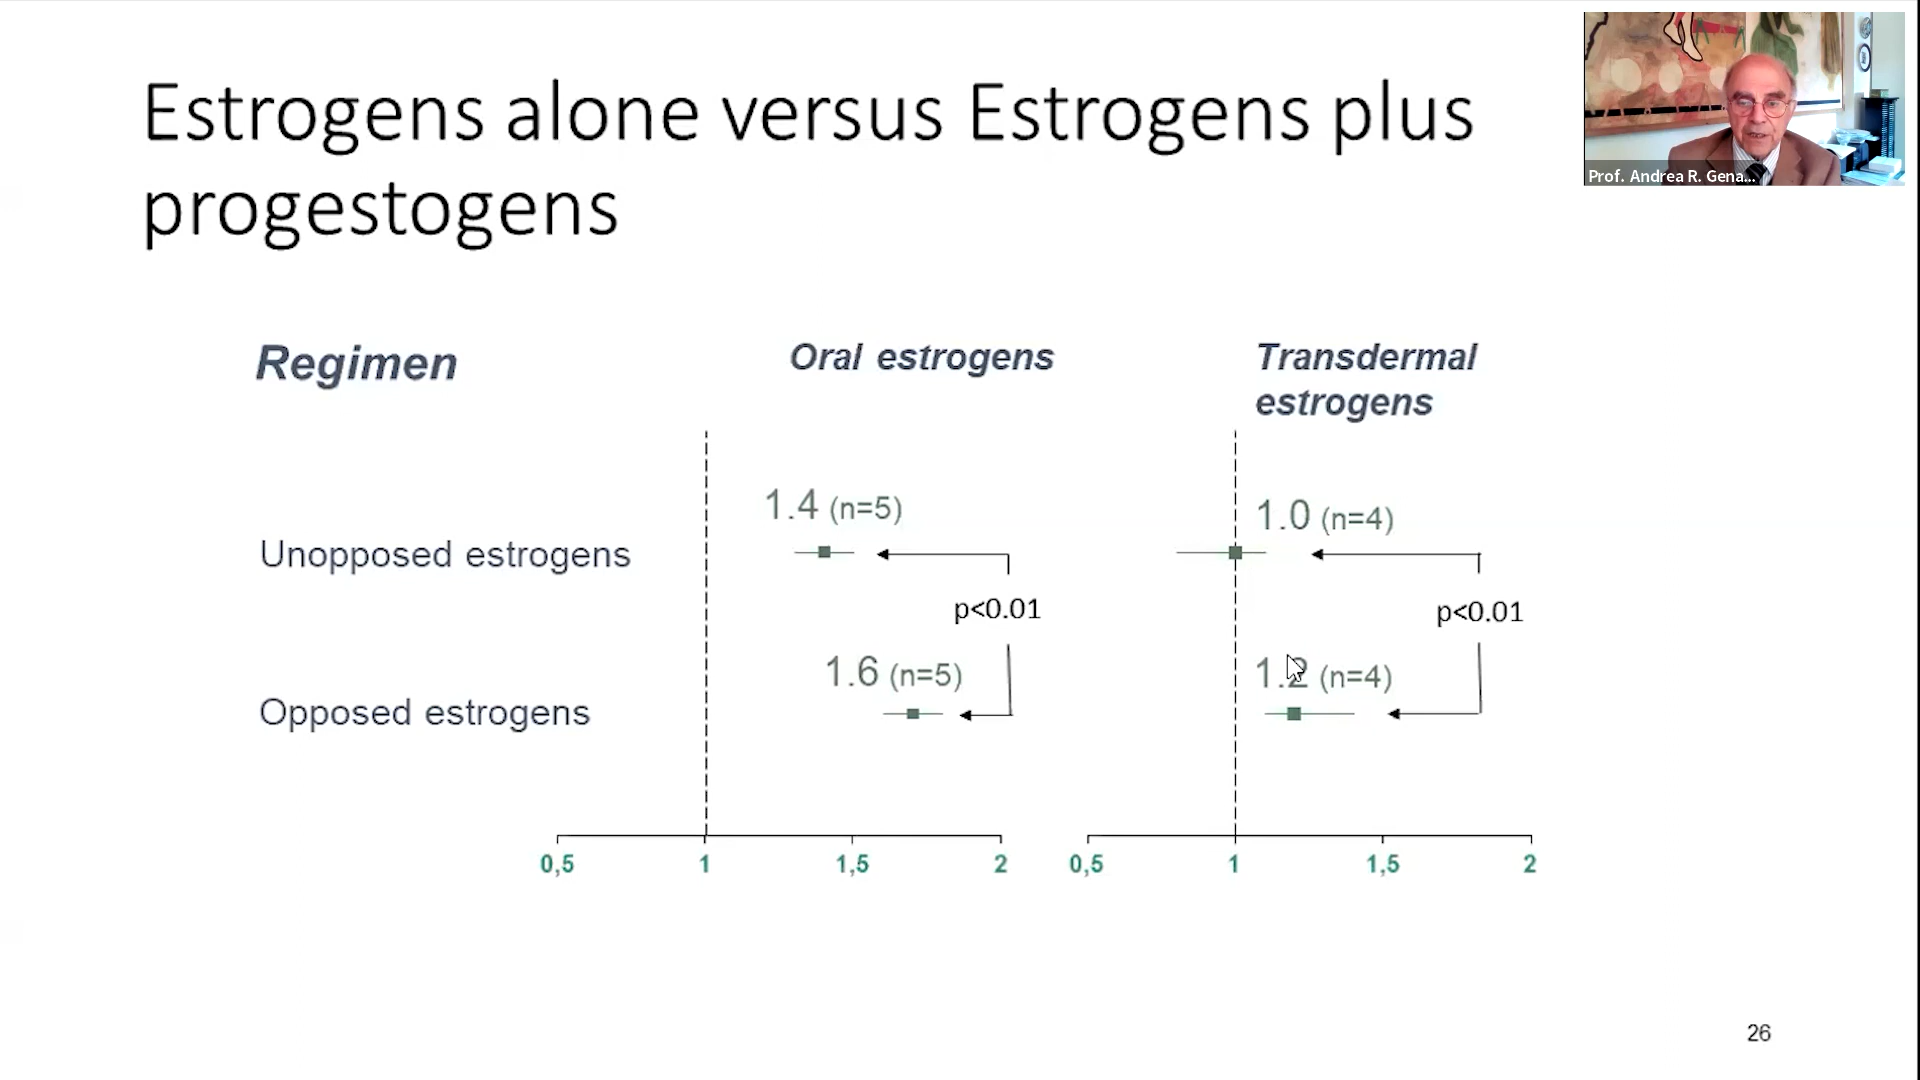 Estrogens alone versus Estrogens plus
progestogens
Prof. Andrea R. Gena...
Regimen
Oral estrogens
Transdermal
estrogens
1.4 (n=5)
1.0 (n=4)
Unopposed estrogens
p<0.01
p<0.01
1.6 (n=5)
1.2 (n=4)
Opposed estrogens
0,5 1 1,5 2
0,5 1 1,5 2
26